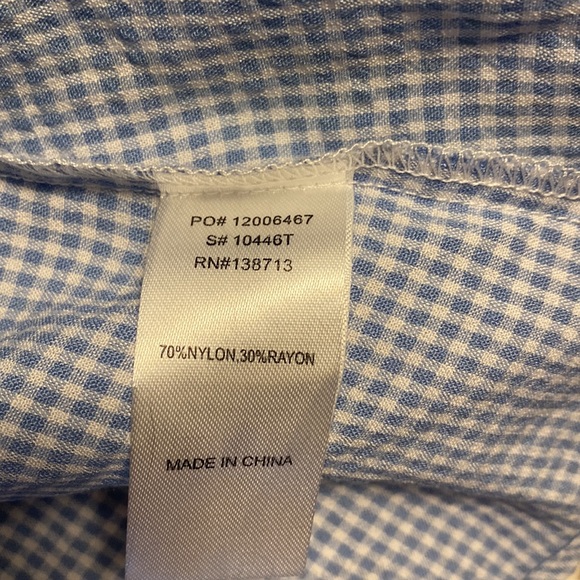 PO# 12006467
S# 10446T
RN#138713
70%NYLON,30%RAYON
MADE IN CHINA